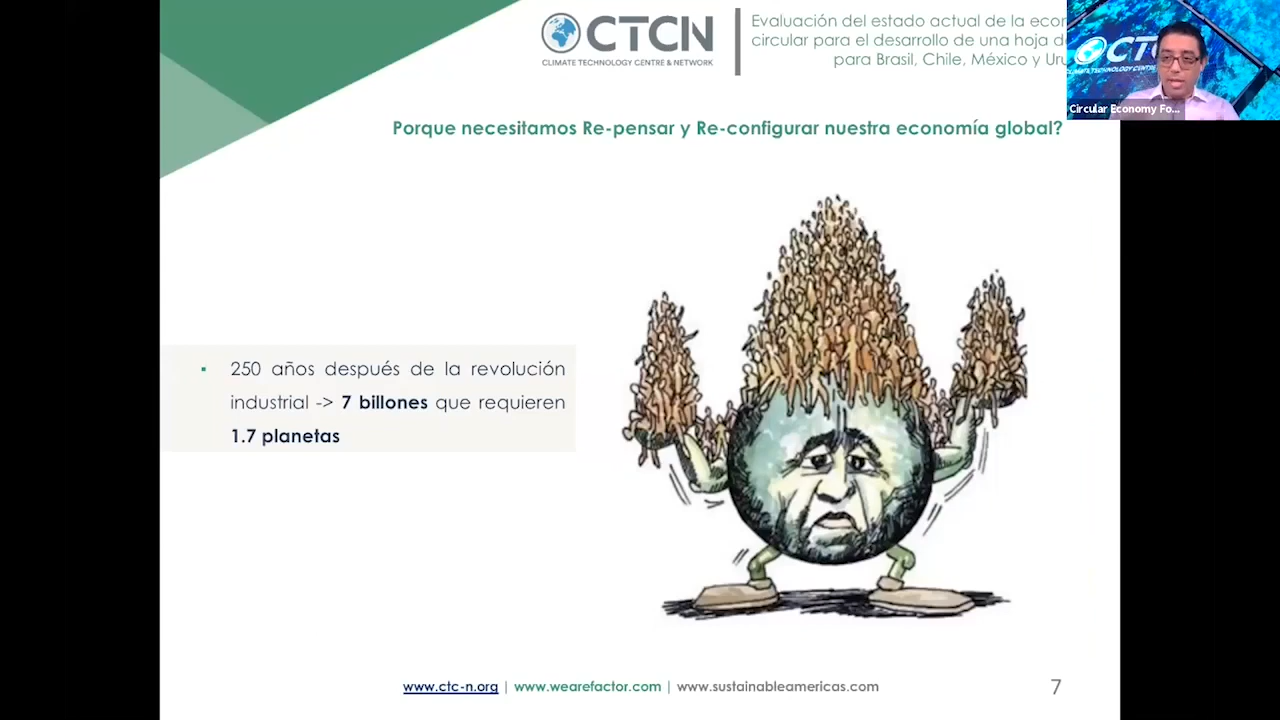 CTCN
CLIMATE TECHNOLOGY CENTRE & NETWORK
Evaluación del estado actual de la
circular para el desarrollo de una hoja
para Brasil, Chile, México y
Circular Economy Fo...
Porque necesitamos Re-pensar y Re-configurar nuestra economía global?
▪ 250 años después de la revolución
industrial -> 7 billones que requieren
1.7 planetas
www.ctc-n.org | www.wearefactor.com | www.sustainableamericas.com
7